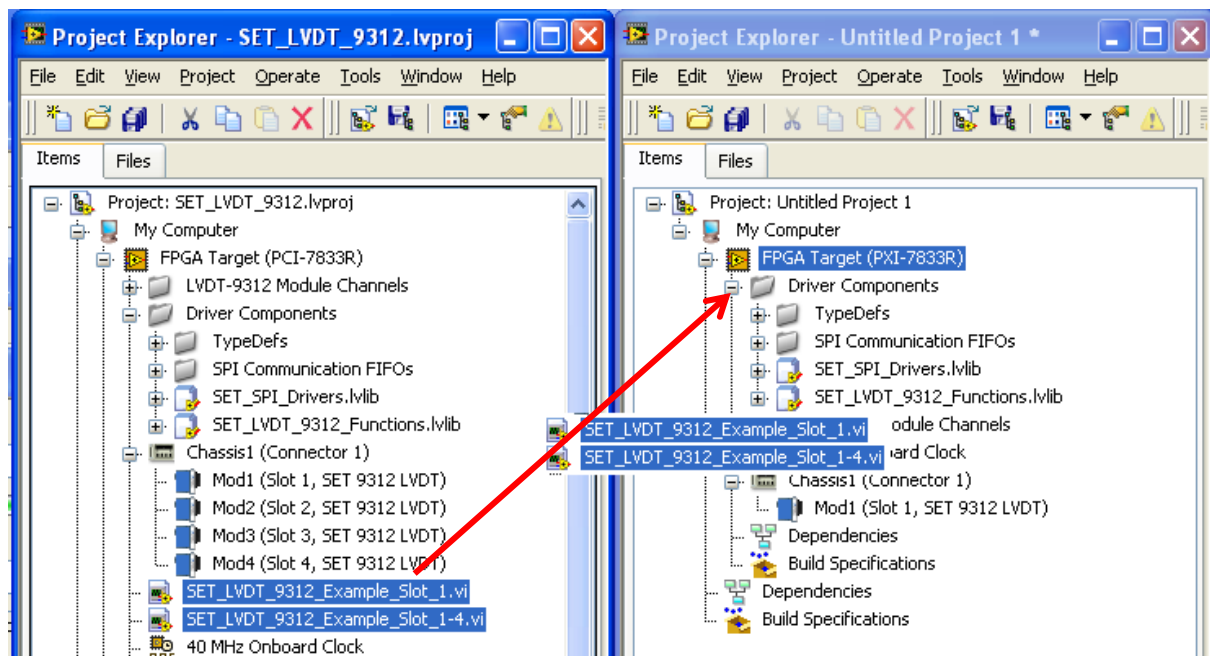 Project Explorer - SET_LVDT_9312.lvproj
File Edit View Project Operate Tools Window Help
Items Files
Project: SET_LVDT_9312.lvproj
My Computer
FPGA Target (PCI-7833R)
LVDT-9312 Module Channels
Driver Components
TypeDefs
SPI Communication FIFOs
SET_SPI_Drivers.lvlib
SET_LVDT_9312_Functions.lvlib
Chassis1 (Connector 1)
Mod1 (Slot 1, SET 9312 LVDT)
Mod2 (Slot 2, SET 9312 LVDT)
Mod3 (Slot 3, SET 9312 LVDT)
Mod4 (Slot 4, SET 9312 LVDT)
SET_LVDT_9312_Example_Slot_1.vi
SET_LVDT_9312_Example_Slot_1-4.vi
40 MHz Onboard Clock
Project Explorer - Untitled Project 1 *
File Edit View Project Operate Tools Window Help
Items Files
Project: Untitled Project 1
My Computer
FPGA Target (PXI-7833R)
Driver Components
TypeDefs
SPI Communication FIFOs
SET_SPI_Drivers.lvlib
SET_LVDT_9312_Functions.lvlib
SET_LVDT_9312_Example_Slot_1.vi odule Channels
SET_LVDT_9312_Example_Slot_1-4.vi ard Clock
Chassis1 (Connector 1)
Mod1 (Slot 1, SET 9312 LVDT)
Dependencies
Build Specifications
Dependencies
Build Specifications